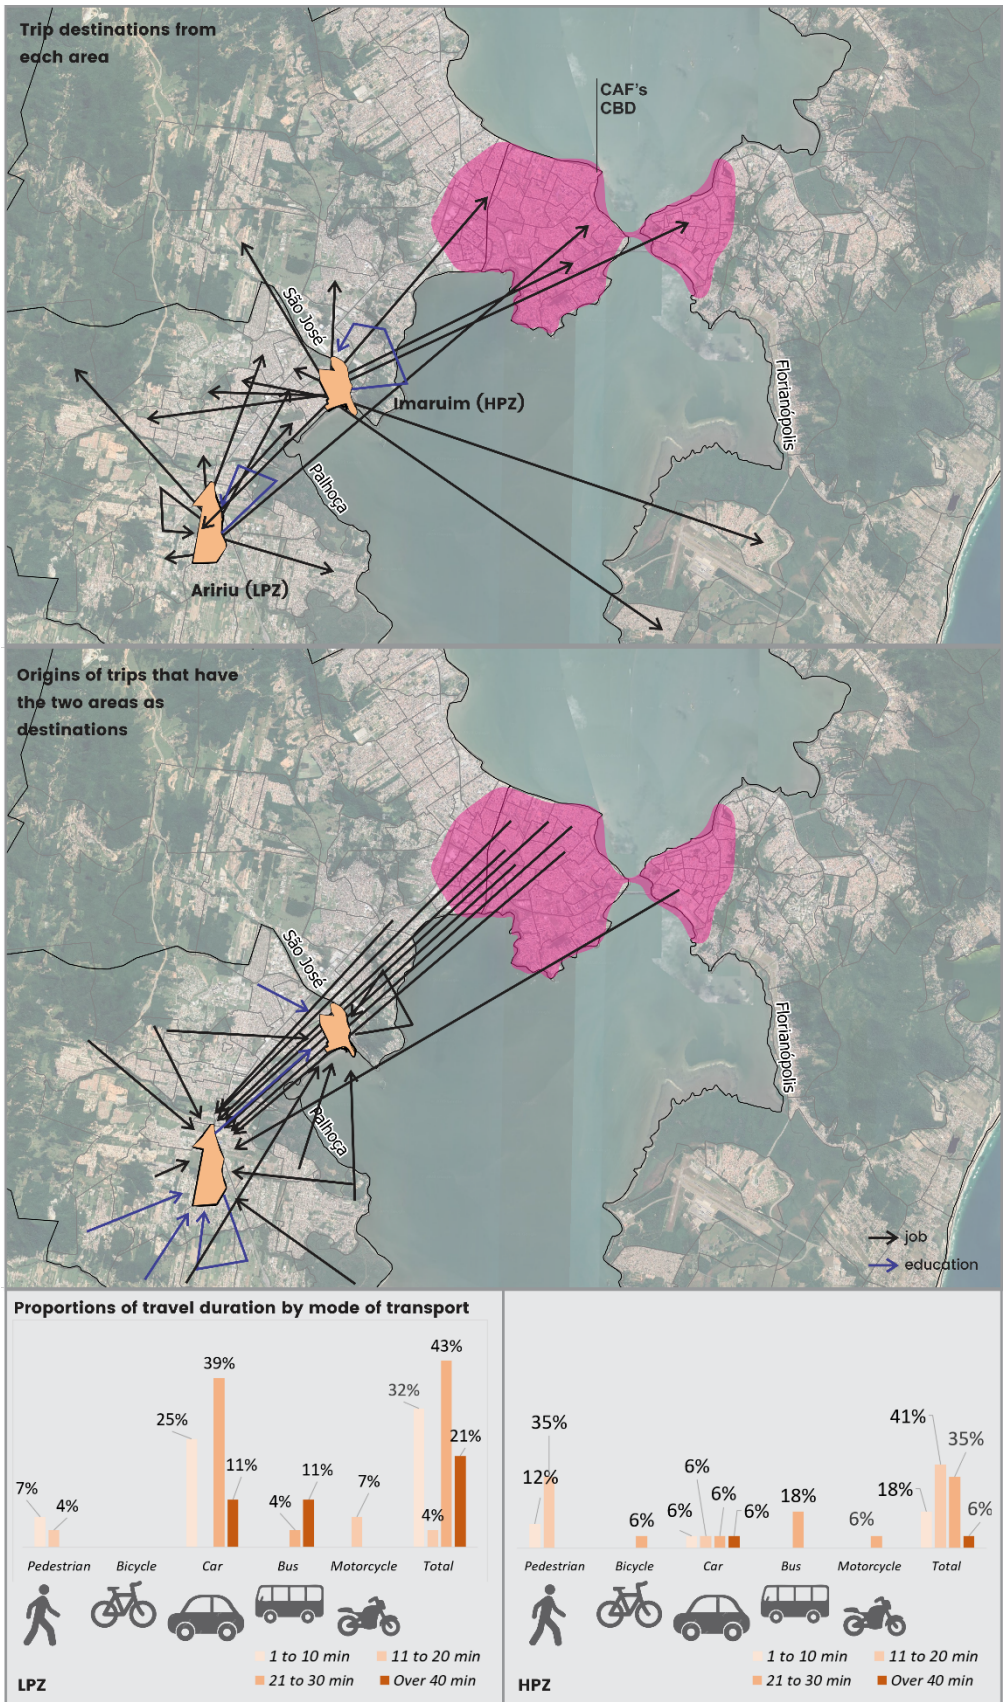 Trip destinations from
each area
CAF's
CBD
São José
Imaruim (HPZ)
Florianópolis
Palhoça
Aririu (LPZ)
Origins of trips that have
the two areas as
destinations
São José
Florianópolis
Palhoça
job
education
Proportions of travel duration by mode of transport
7%
4%
25%
39%
11%
4%
11%
7%
32%
4%
43%
21%
Pedestrian
Bicycle
Car
Bus
Motorcycle
Total
1 to 10 min
11 to 20 min
21 to 30 min
Over 40 min
LPZ
12%
35%
6%
6%
6%
6%
6%
18%
6%
18%
41%
35%
6%
Pedestrian
Bicycle
Car
Bus
Motorcycle
Total
1 to 10 min
11 to 20 min
21 to 30 min
Over 40 min
HPZ